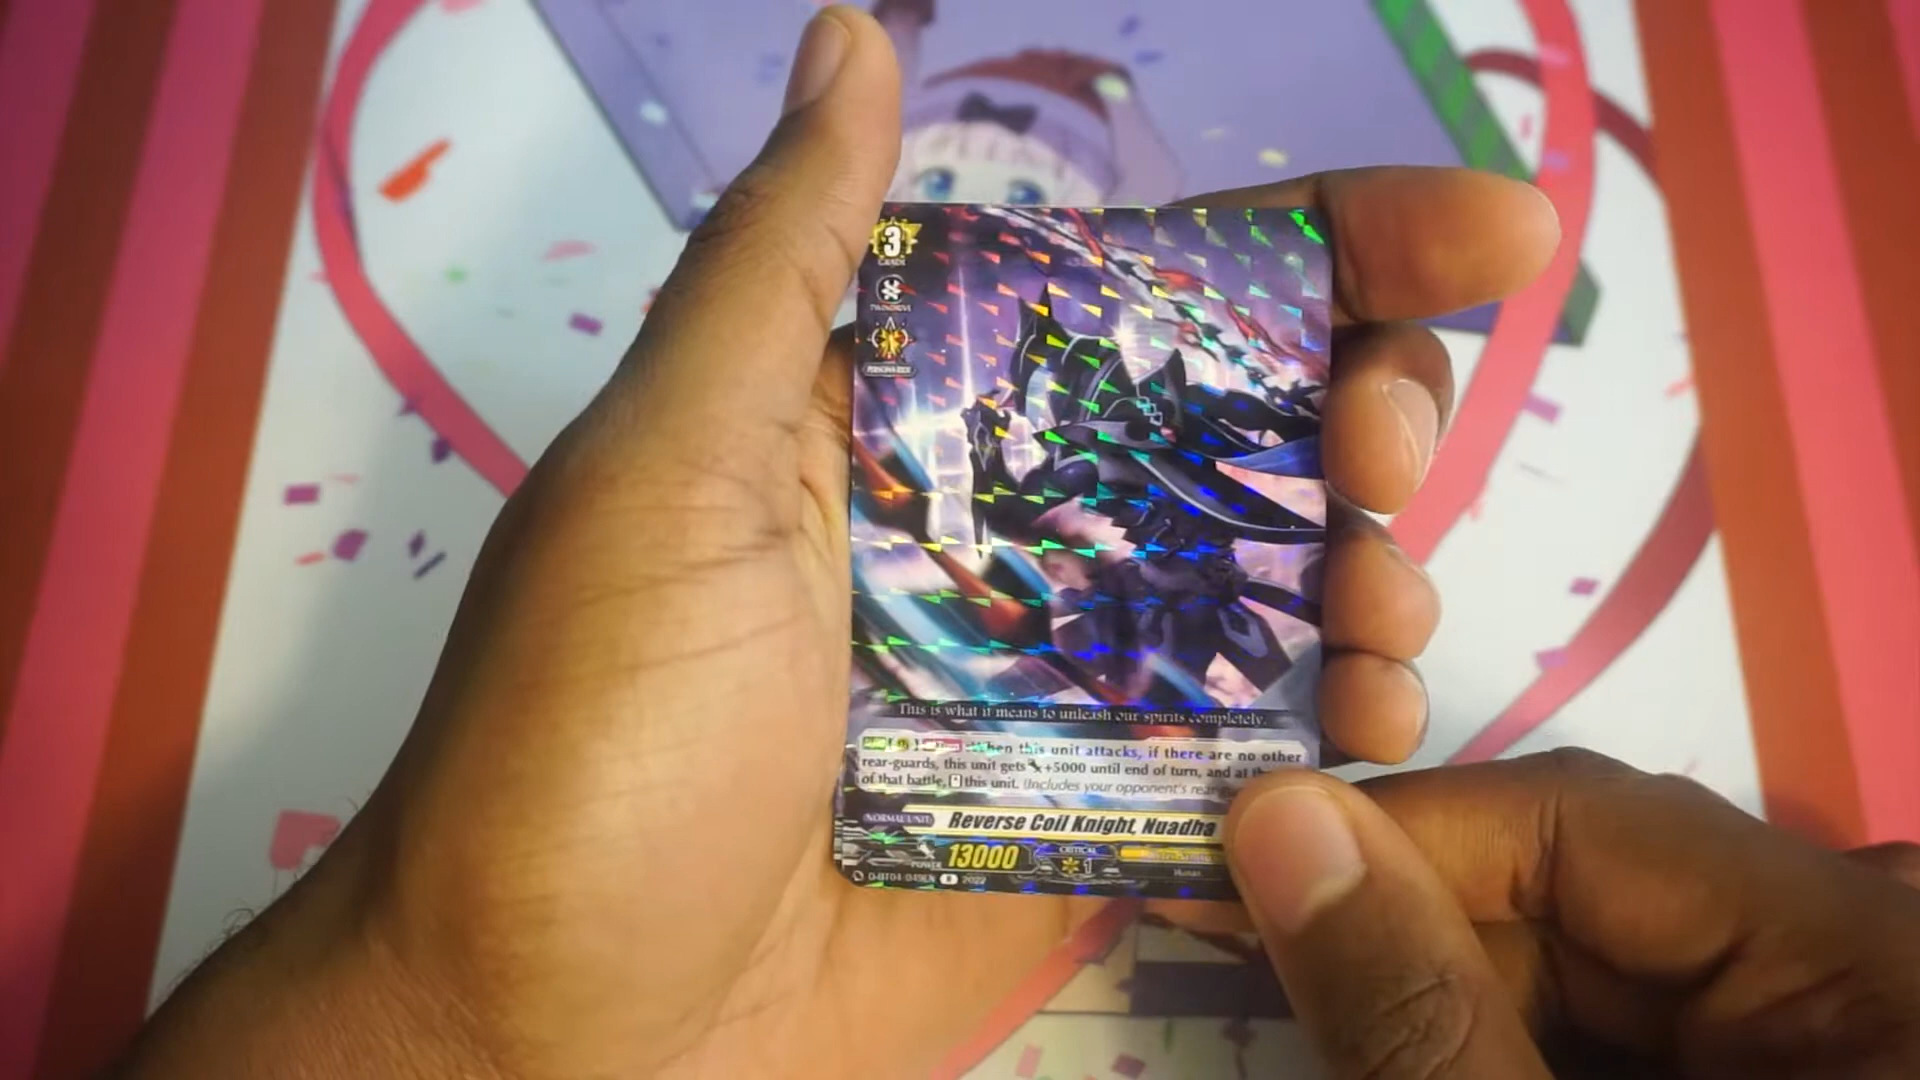 3
GRADE
TWIN DRIVE
PERSONA RIDE
This is what it means to unleash our spirits completely.
When this unit attacks, if there are no other
rear-guards, this unit gets +5000 until end of turn, and at
of that battle, this unit. (Includes your opponent's
NORMAL UNIT Reverse Coil Knight, Nuadha
POWER 13000 CRITICAL 1
Human
D-BT04/049EN R 2022